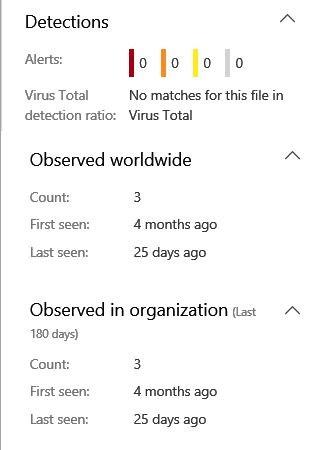 Detections
Alerts: 0 0 0 0
Virus Total No matches for this file in
detection ratio: Virus Total
Observed worldwide
Count: 3
First seen: 4 months ago
Last seen: 25 days ago
Observed in organization (Last
180 days)
Count: 3
First seen: 4 months ago
Last seen: 25 days ago